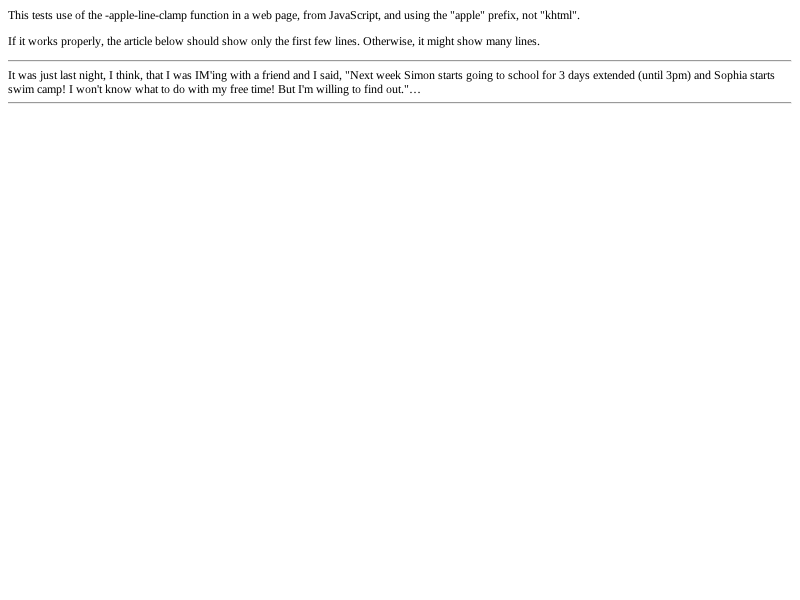 This tests use of the -apple-line-clamp function in a web page, from JavaScript, and using the "apple" prefix, not "khtml".
If it works properly, the article below should show only the first few lines. Otherwise, it might show many lines.
It was just last night, I think, that I was IM'ing with a friend and I said, "Next week Simon starts going to school for 3 days extended (until 3pm) and Sophia starts
swim camp! I won't know what to do with my free time! But I'm willing to find out."…